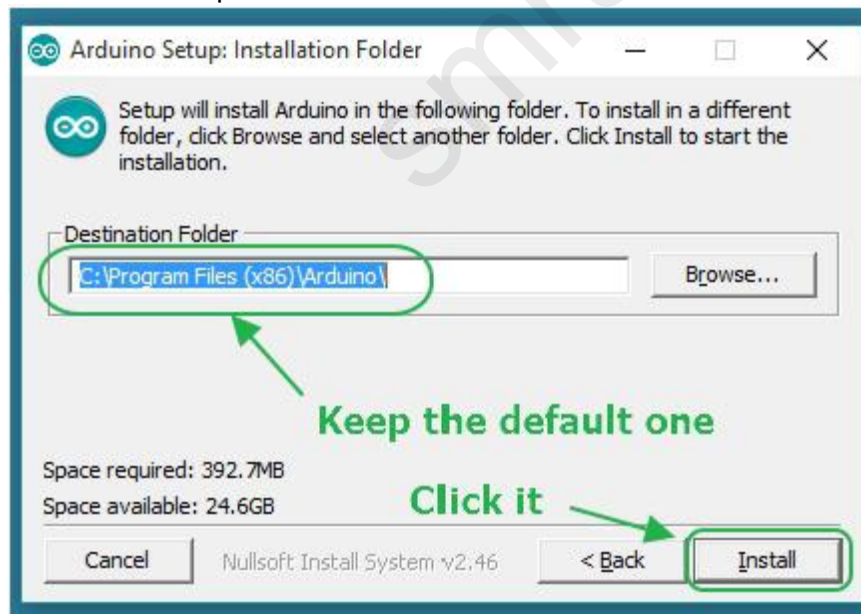 Arduino Setup: Installation Folder
Setup will install Arduino in the following folder. To install in a different
folder, click Browse and select another folder. Click Install to start the
installation.
Destination Folder
C:\Program Files (x86)\Arduino\
Browse...
Keep the default one
Space required: 392.7MB
Space available: 24.6GB
Click it
Cancel
Nullsoft Install System v2.46
< Back
Install